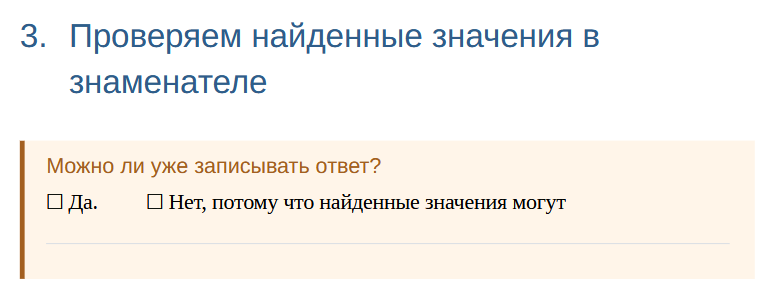 3. Проверяем найденные значения в
знаменателе
Можно ли уже записывать ответ?
☐ Да. ☐ Нет, потому что найденные значения могут